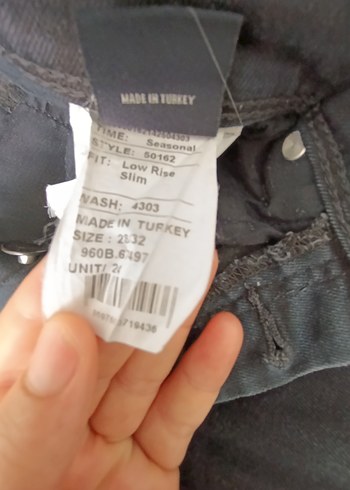 MADE IN TURKEY
TIME: Seasonal
STYLE: 50162
FIT: Low Rise
Slim
WASH: 4303
MADE IN TURKEY
SIZE : 2832
960B.6497
UNIT/